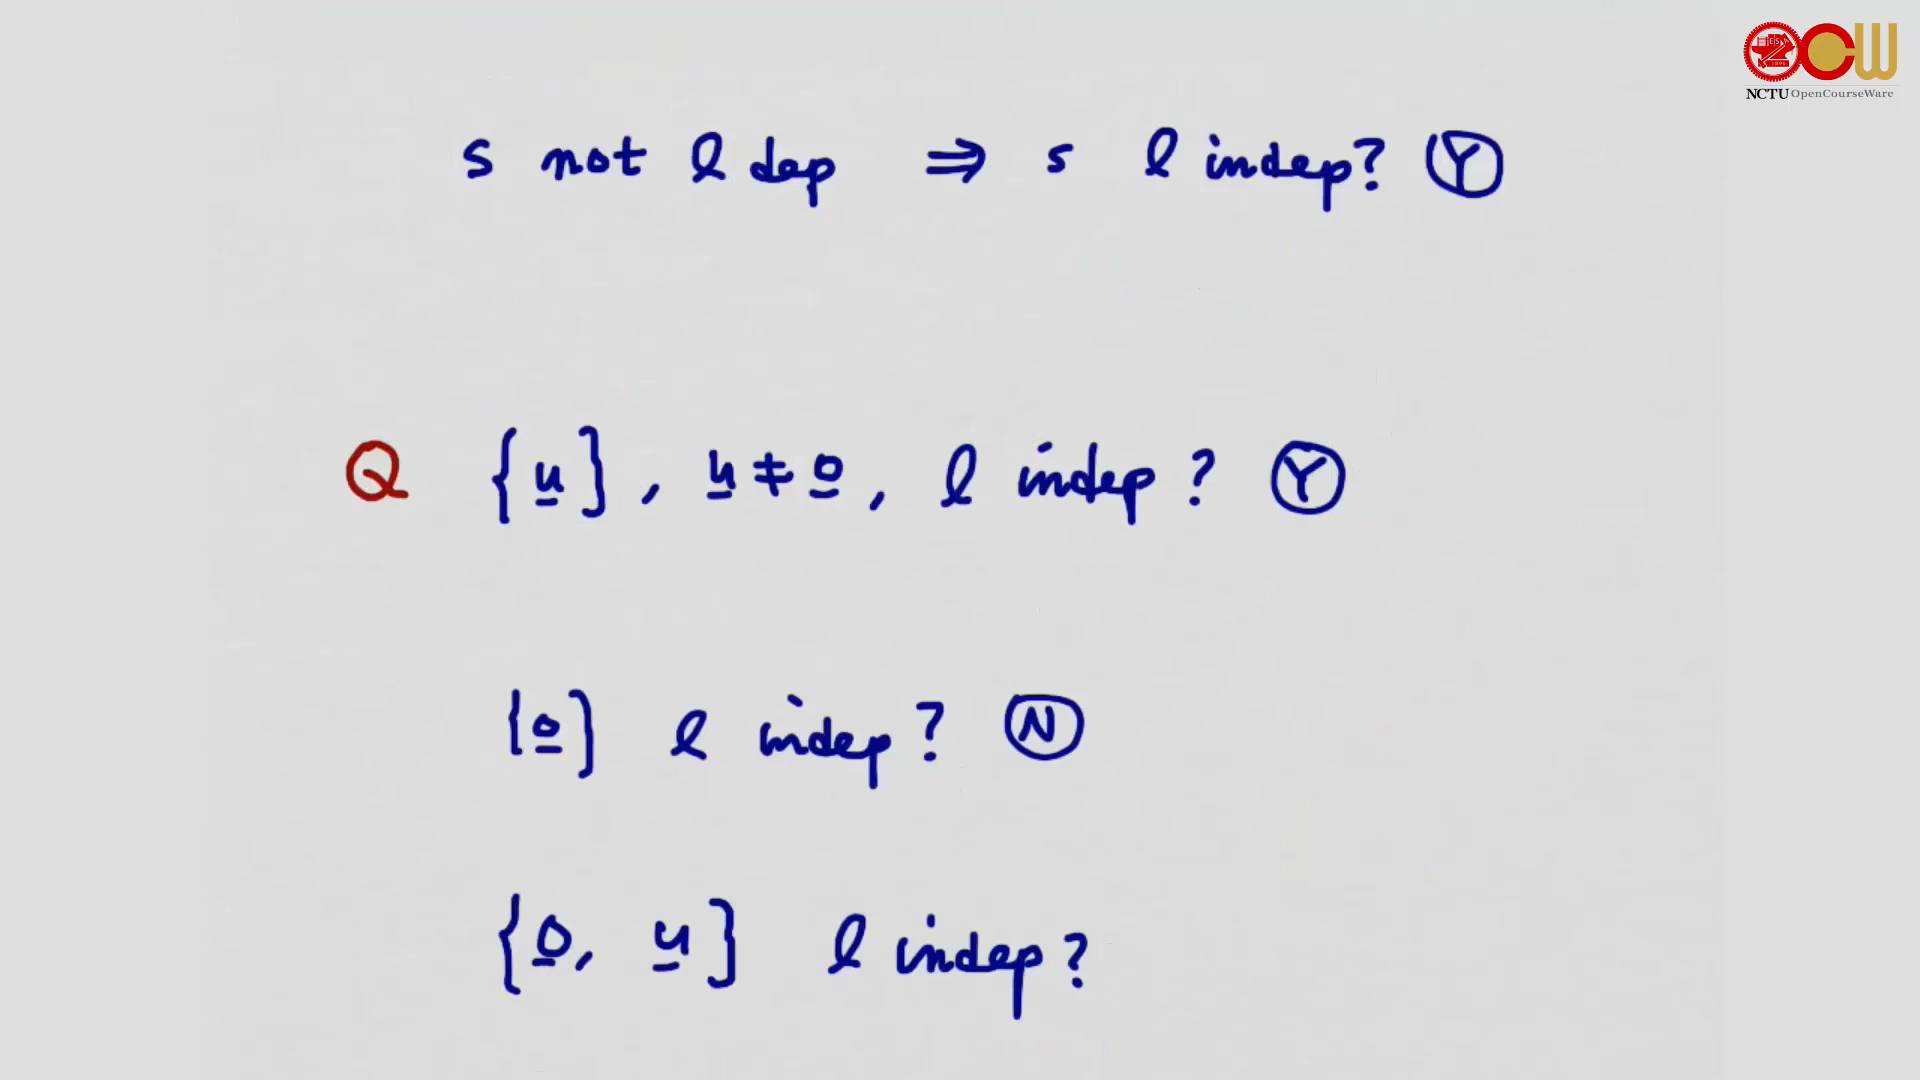 NCTU OpenCourseWare
s not l dep ⇒ s l indep? Ⓨ
Q {u}, u ≠ 0, l indep? Ⓨ
{0} l indep? Ⓝ
{0, u} l indep?